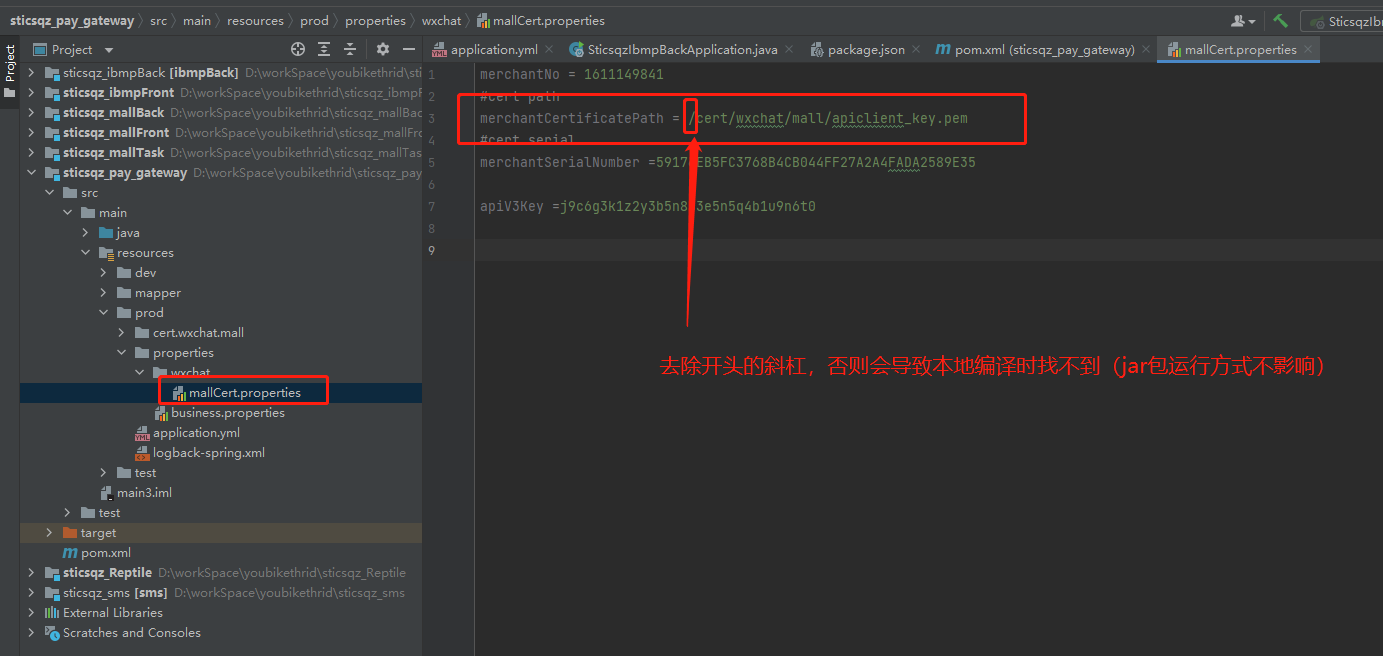 sticsqz_pay_gateway 〉 src 〉 main 〉 resources 〉 prod 〉 properties 〉 wxchat 〉 mallCert.properties
SticsqzIbm
Project
Project
application.yml
SticsqzIbmpBackApplication.java
package.json
pom.xml (sticsqz_pay_gateway)
mallCert.properties
sticsqz_ibmpBack [ibmpBack] D:\workSpace\youbikethrid\sti
sticsqz_ibmpFront D:\workSpace\youbikethrid\sticsqz_ibmpF
sticsqz_mallBack D:\workSpace\youbikethrid\sticsqz_mallBac
sticsqz_mallFront D:\workSpace\youbikethrid\sticsqz_mallFro
sticsqz_mallTask D:\workSpace\youbikethrid\sticsqz_mallTas
sticsqz_pay_gateway D:\workSpace\youbikethrid\sticsqz_pay
src
main
java
resources
dev
mapper
prod
cert.wxchat.mall
properties
wxchat
mallCert.properties
business.properties
application.yml
logback-spring.xml
test
main3.iml
test
target
pom.xml
sticsqz_Reptile D:\workSpace\youbikethrid\sticsqz_Reptile
sticsqz_sms [sms] D:\workSpace\youbikethrid\sticsqz_sms
External Libraries
Scratches and Consoles
1 merchantNo = 1611149841
2 #cert path
3 merchantCertificatePath = /cert/wxchat/mall/apiclient_key.pem
4 #cert serial
5 merchantSerialNumber
6
7 apiV3Key
8
9
去除开头的斜杠，否则会导致本地编译时找不到（jar包运行方式不影响）